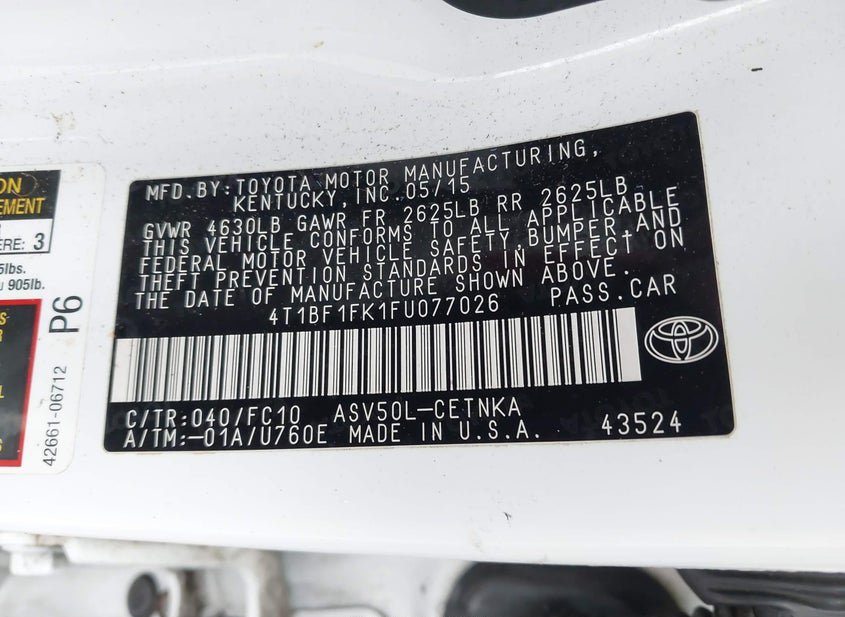 ON
EMENT
ERE: 3
5lbs.
905lb.
P6
42661-06712
MFD.BY:TOYOTA MOTOR MANUFACTURING,
KENTUCKY, INC.05/15
GVWR 4630LB GAWR FR 2625LB RR 2625LB
THIS VEHICLE CONFORMS TO ALL APPLICABLE
FEDERAL MOTOR VEHICLE SAFETY,BUMPER,AND
THEFT PREVENTION STANDARDS IN EFFECT ON
THE DATE OF MANUFACTURE SHOWN ABOVE.
4T1BF1FK1FU077026 PASS.CAR
C/TR:040/FC10 ASV50L-CETNKA
A/TM:-01A/U760E MADE IN U.S.A. 43524